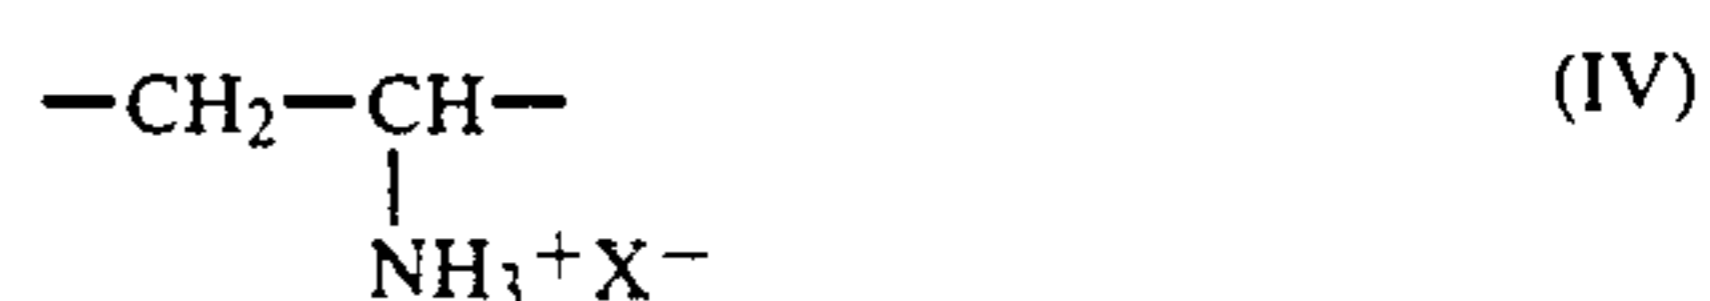 —CH₂—CH— (IV)
|
NH₃⁺X⁻